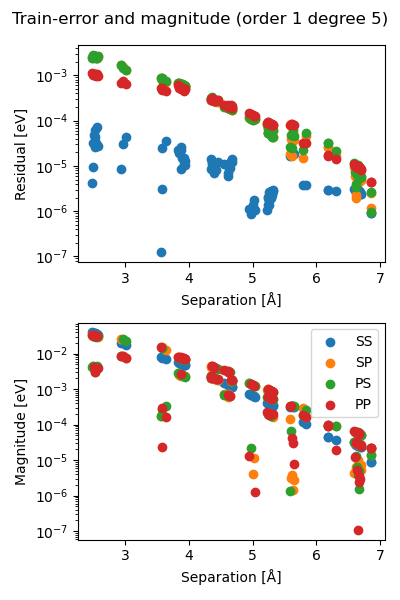 Train-error and magnitude (order 1 degree 5)
10⁻³
10⁻⁴
10⁻⁵
10⁻⁶
10⁻⁷
Residual [eV]
3 4 5 6 7
Separation [Å]
10⁻²
10⁻³
10⁻⁴
10⁻⁵
10⁻⁶
10⁻⁷
Magnitude [eV]
SS
SP
PS
PP
3 4 5 6 7
Separation [Å]